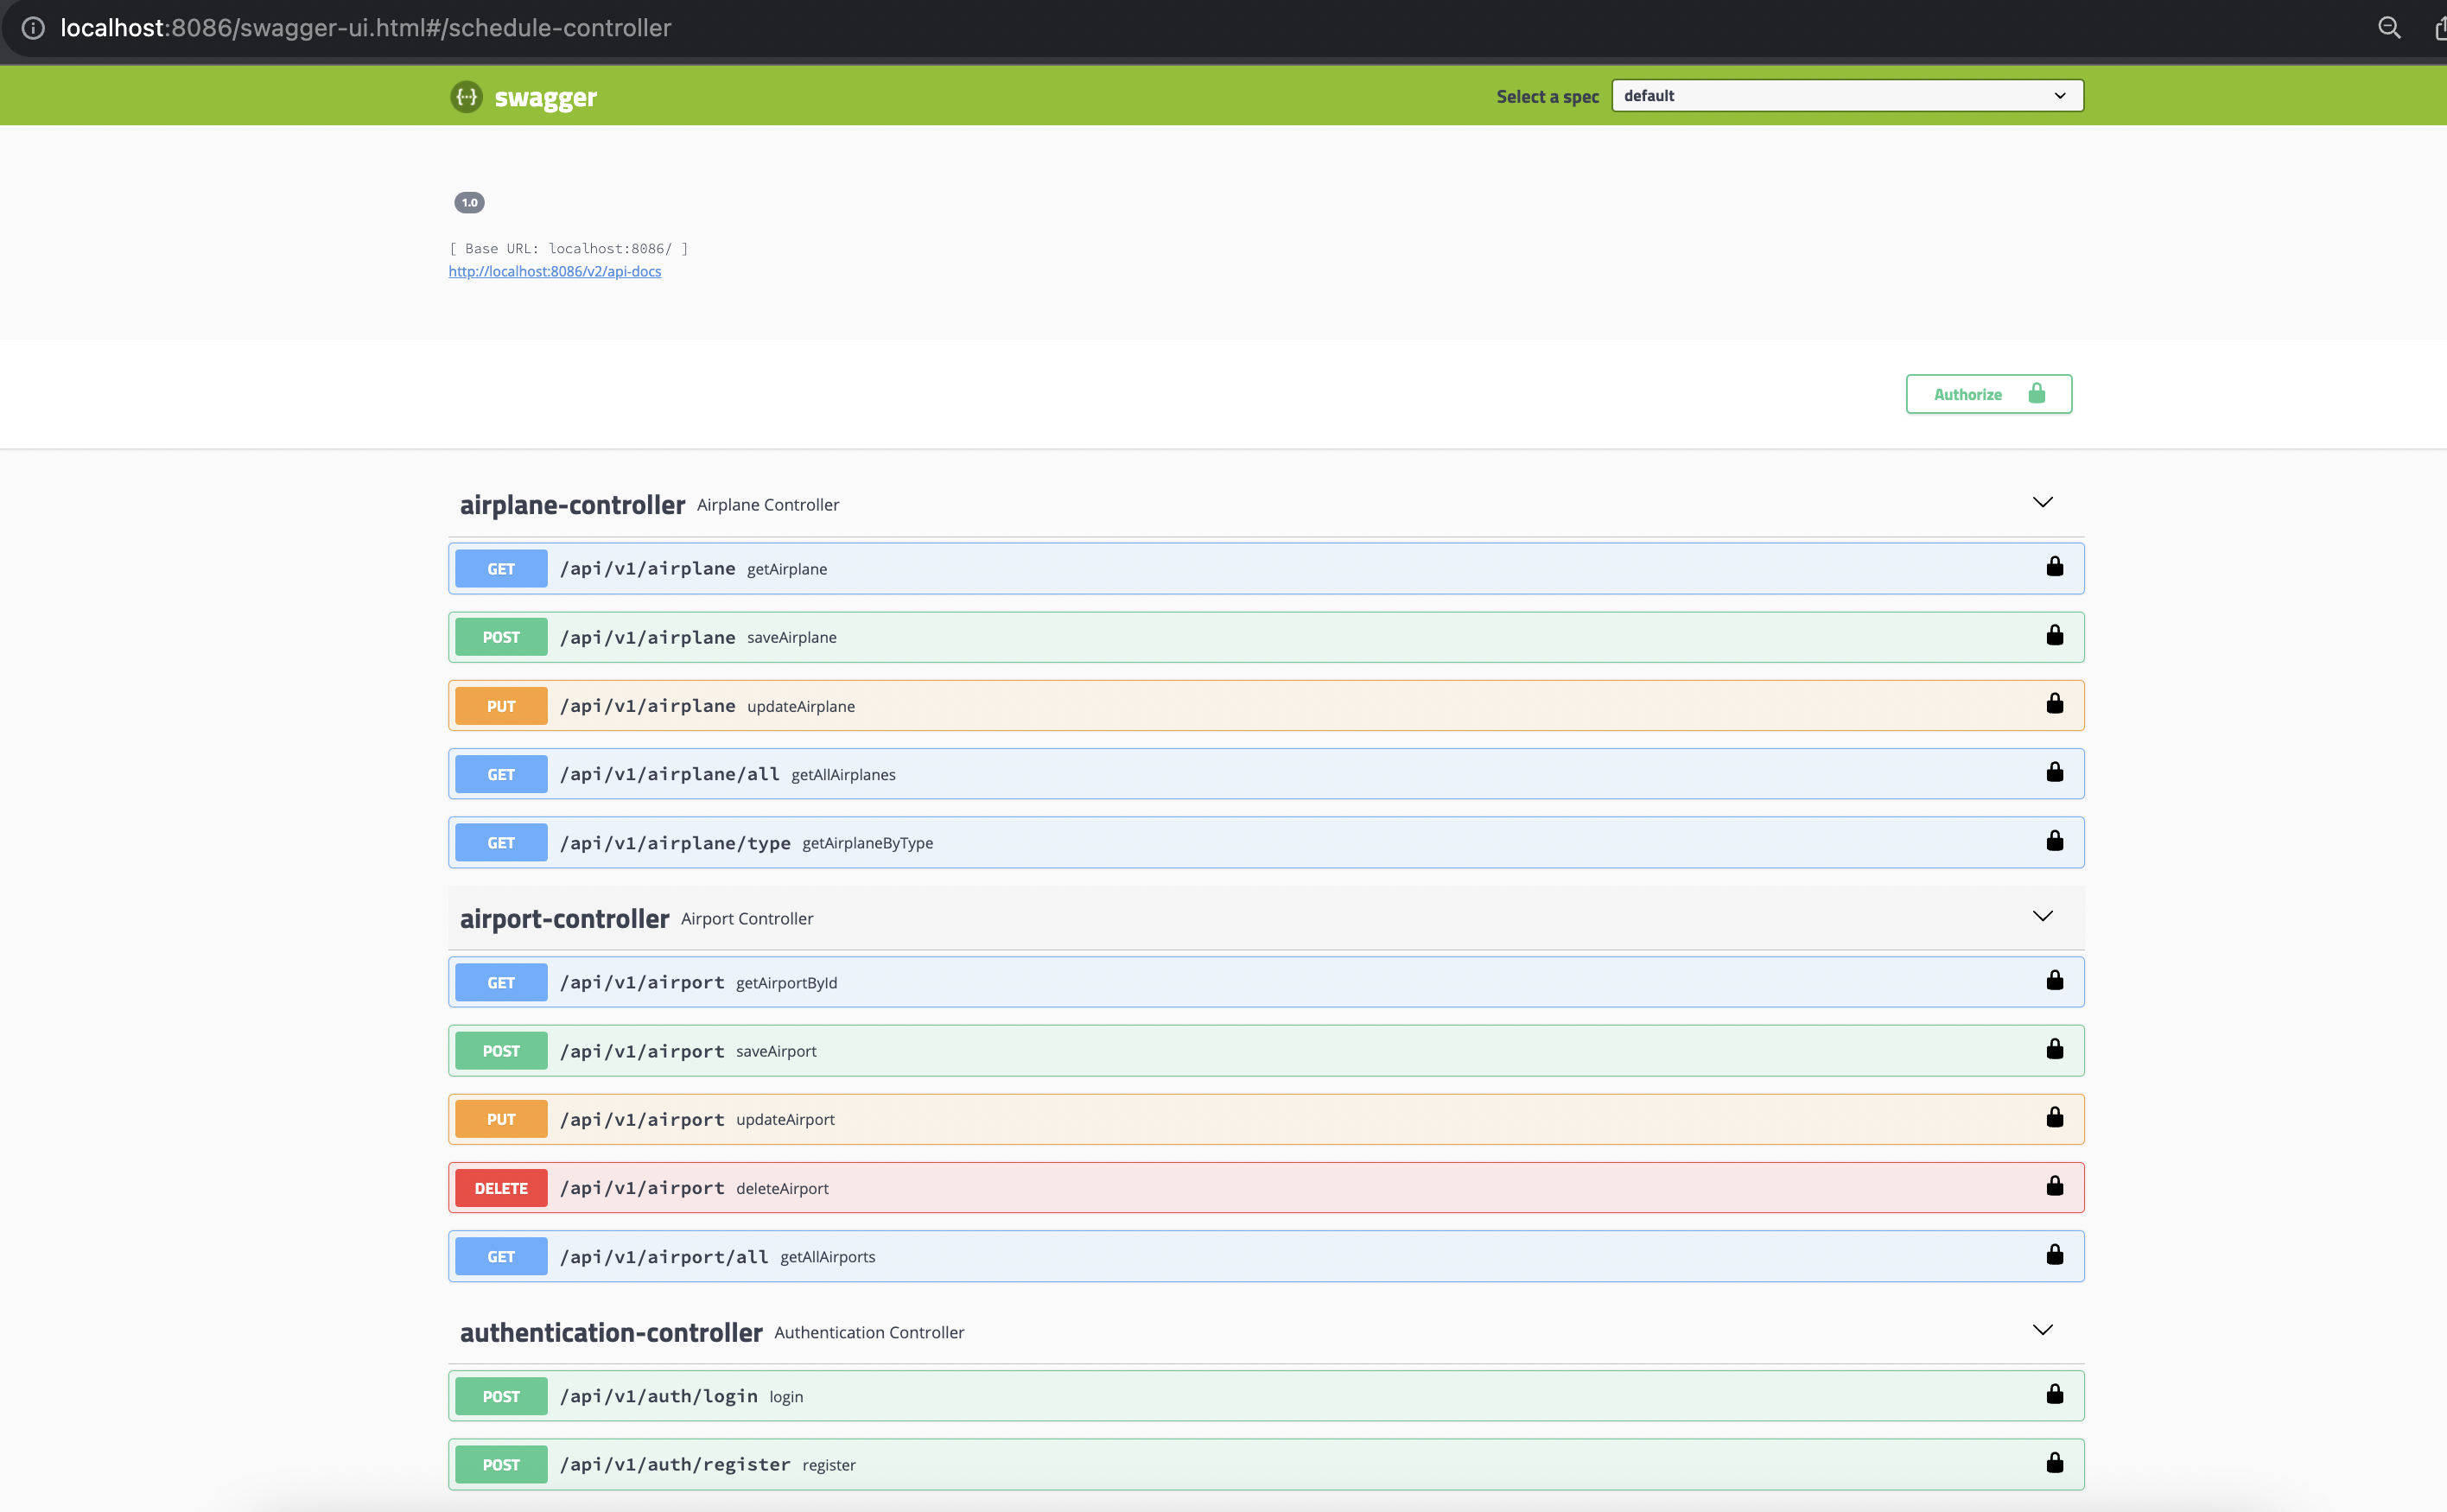 localhost:8086/swagger-ui.html#/schedule-controller
swagger
Select a spec default
1.0
[ Base URL: localhost:8086/ ]
http://localhost:8086/v2/api-docs
Authorize
airplane-controller Airplane Controller
GET /api/v1/airplane getAirplane
POST /api/v1/airplane saveAirplane
PUT /api/v1/airplane updateAirplane
GET /api/v1/airplane/all getAllAirplanes
GET /api/v1/airplane/type getAirplaneByType
airport-controller Airport Controller
GET /api/v1/airport getAirportById
POST /api/v1/airport saveAirport
PUT /api/v1/airport updateAirport
DELETE /api/v1/airport deleteAirport
GET /api/v1/airport/all getAllAirports
authentication-controller Authentication Controller
POST /api/v1/auth/login login
POST /api/v1/auth/register register